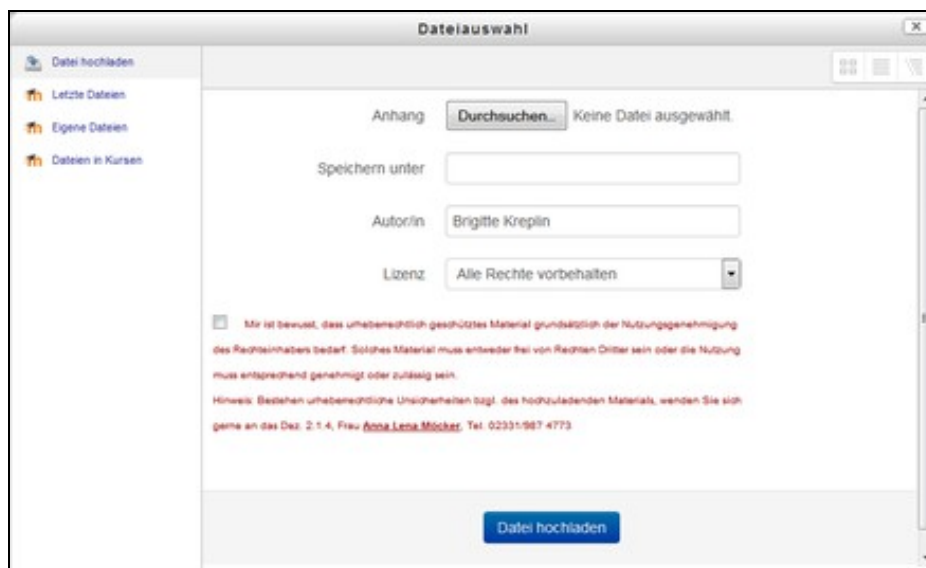 Dateiauswahl
Datei hochladen
Letzte Dateien
Eigene Dateien
Dateien in Kursen
Anhang Durchsuchen... Keine Datei ausgewählt.
Speichern unter
Autor/in Brigitte Kreplin
Lizenz Alle Rechte vorbehalten
Mir ist bewusst, dass urheberrechtlich geschütztes Material grundsätzlich der Nutzungsgenehmigung
des Rechteinhabers bedarf. Solches Material muss entweder frei von Rechten Dritter sein oder die Nutzung
muss entsprechend genehmigt oder zulässig sein.
Hinweis: Bestehen urheberrechtliche Unsicherheiten bzgl. des hochzuladenden Materials, wenden Sie sich
gerne an das Dez. 2.1.4, Frau Anna Lena Möcker, Tel. 02331/987-4773
Datei hochladen